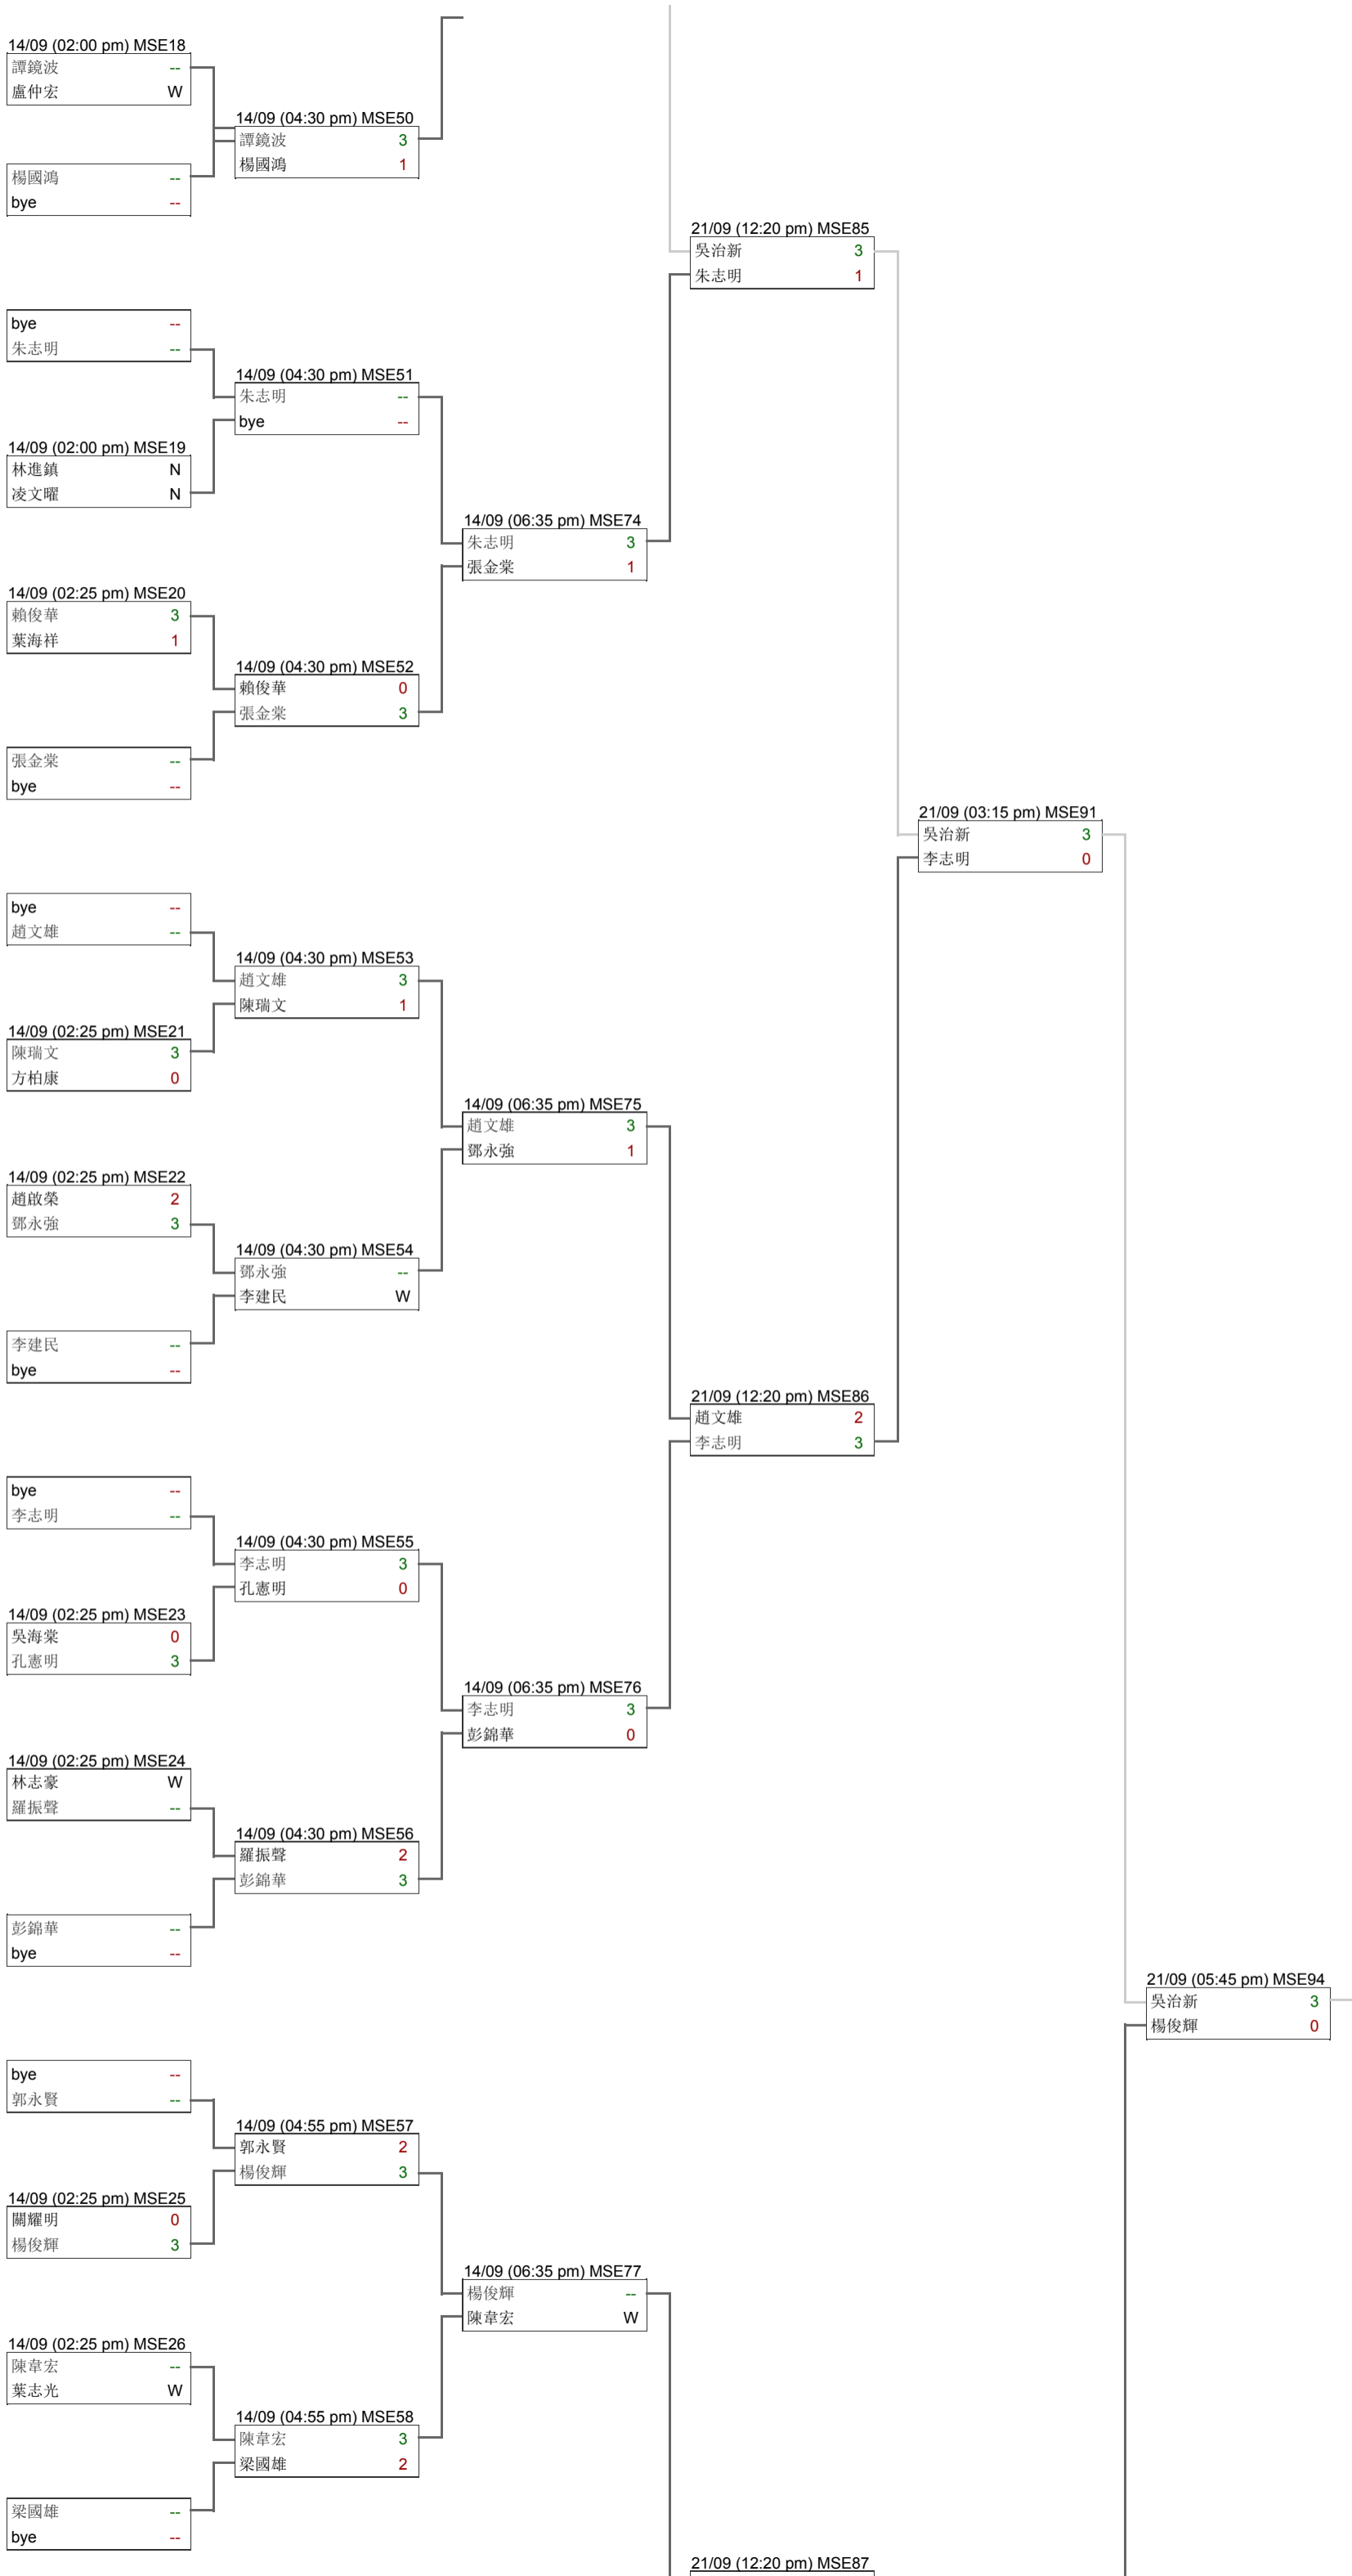 14/09 (02:00 pm) MSE18
譚鏡波 --
盧仲宏 W
14/09 (04:30 pm) MSE50
譚鏡波 3
楊國鴻 1
楊國鴻 --
bye --
21/09 (12:20 pm) MSE85
吳治新 3
朱志明 1
bye --
朱志明 --
14/09 (04:30 pm) MSE51
朱志明 --
bye --
14/09 (02:00 pm) MSE19
林進鎮 N
凌文曜 N
14/09 (06:35 pm) MSE74
朱志明 3
張金棠 1
14/09 (02:25 pm) MSE20
賴俊華 3
葉海祥 1
14/09 (04:30 pm) MSE52
賴俊華 0
張金棠 3
張金棠 --
bye --
21/09 (03:15 pm) MSE91
吳治新 3
李志明 0
bye --
趙文雄 --
14/09 (04:30 pm) MSE53
趙文雄 3
陳瑞文 1
14/09 (02:25 pm) MSE21
陳瑞文 3
方柏康 0
14/09 (06:35 pm) MSE75
趙文雄 3
鄧永強 1
14/09 (02:25 pm) MSE22
趙啟榮 2
鄧永強 3
14/09 (04:30 pm) MSE54
鄧永強 --
李建民 W
李建民 --
bye --
21/09 (12:20 pm) MSE86
趙文雄 2
李志明 3
bye --
李志明 --
14/09 (04:30 pm) MSE55
李志明 3
孔憲明 0
14/09 (02:25 pm) MSE23
吳海棠 0
孔憲明 3
14/09 (06:35 pm) MSE76
李志明 3
彭錦華 0
14/09 (02:25 pm) MSE24
林志豪 W
羅振聲 --
14/09 (04:30 pm) MSE56
羅振聲 2
彭錦華 3
彭錦華 --
bye --
21/09 (05:45 pm) MSE94
吳治新 3
楊俊輝 0
bye --
郭永賢 --
14/09 (04:55 pm) MSE57
郭永賢 2
楊俊輝 3
14/09 (02:25 pm) MSE25
關耀明 0
楊俊輝 3
14/09 (06:35 pm) MSE77
楊俊輝 --
陳韋宏 W
14/09 (02:25 pm) MSE26
陳韋宏 --
葉志光 W
14/09 (04:55 pm) MSE58
陳韋宏 3
梁國雄 2
梁國雄 --
bye --
21/09 (12:20 pm) MSE87